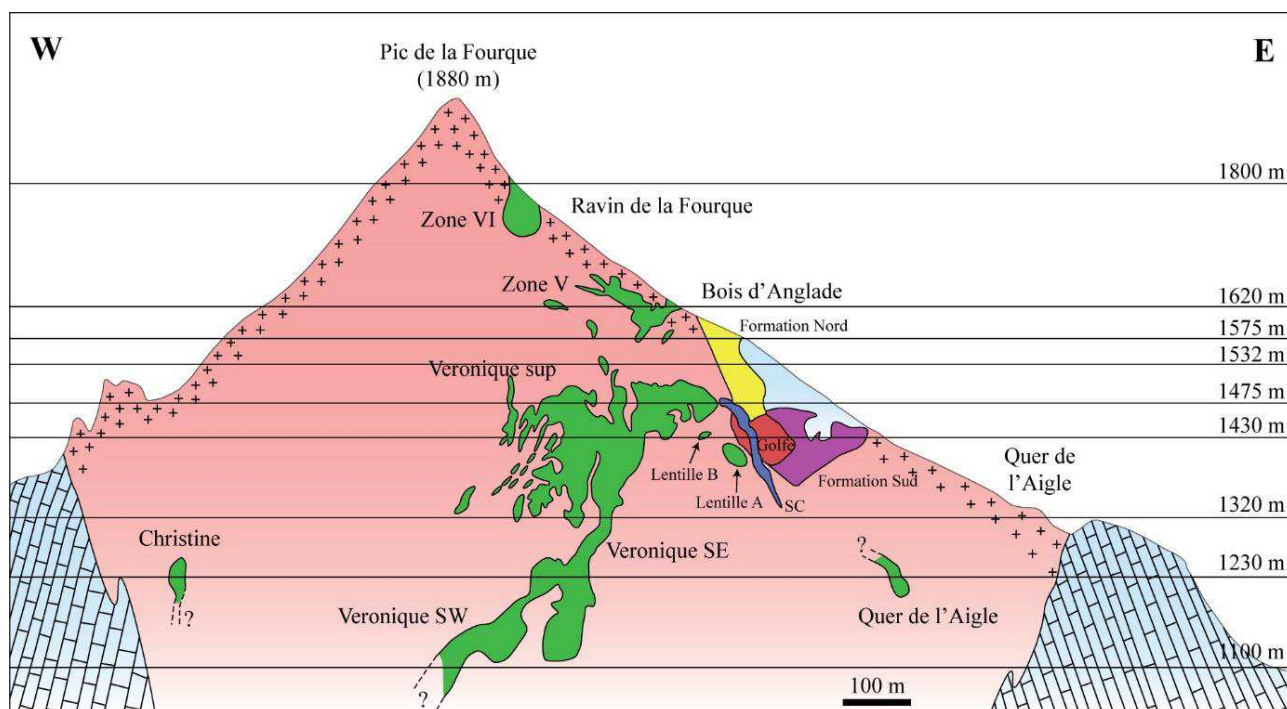 W
E
Pic de la Fourque
(1880 m)
1800 m
Ravin de la Fourque
Zone VI
Zone V
Bois d'Anglade
1620 m
Formation Nord
1575 m
1532 m
Veronique sup
1475 m
1430 m
Golfe
Lentille B
Lentille A
Formation Sud
SC
Quer de
l'Aigle
1320 m
Christine
Veronique SE
?
1230 m
?
Veronique SW
Quer de l'Aigle
1100 m
?
100 m